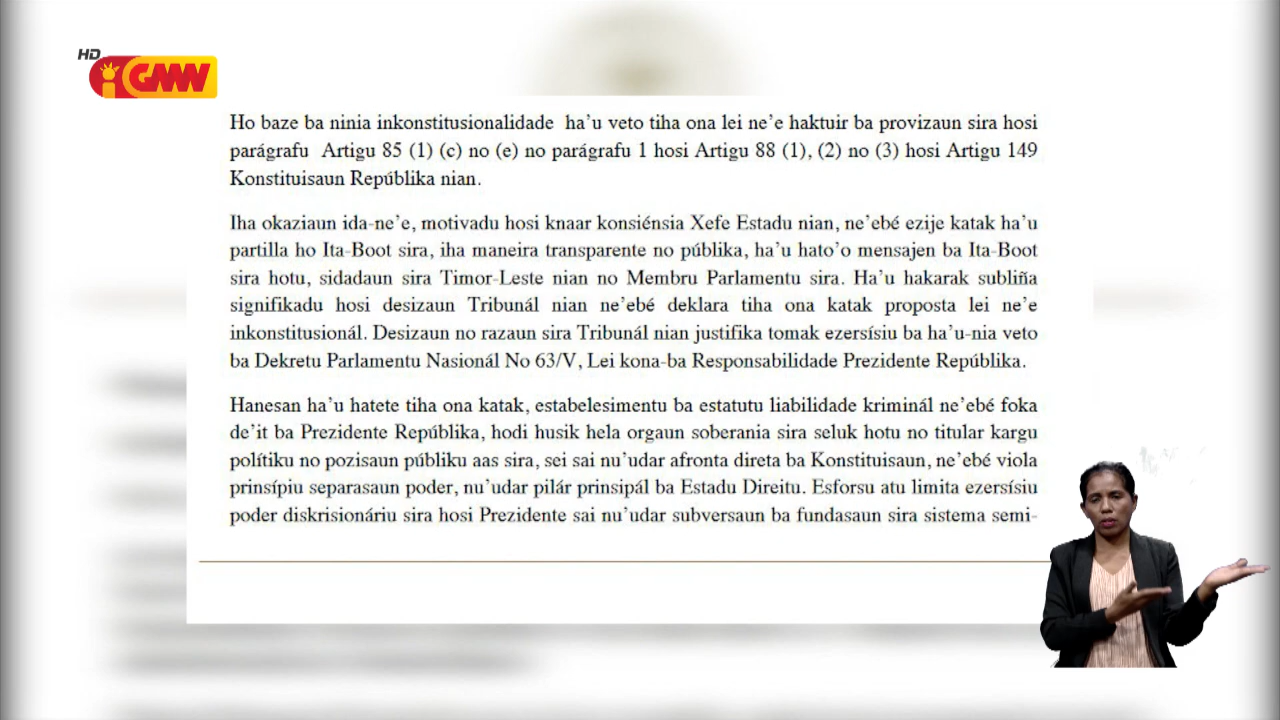 HD
GMN
Ho baze ba ninia inkonstitusionalidade ha’u veto tiha ona lei ne’e haktuir ba provizaun sira hosi
parágrafu Artigu 85 (1) (c) no (e) no parágrafu 1 hosi Artigu 88 (1), (2) no (3) hosi Artigu 149
Konstituisaun Repúblika nian.
Iha okaziaun ida-ne’e, motivadu hosi knaar konsiénsia Xefe Estadu nian, ne’ebé ezije katak ha’u
partilla ho Ita-Boot sira, iha maneira transparente no públika, ha’u hato’o mensajen ba Ita-Boot
sira hotu, sidadaun sira Timor-Leste nian no Membru Parlamentu sira. Ha’u hakarak subliña
signifikadu hosi desizaun Tribunál nian ne’ebé deklara tiha ona katak proposta lei ne’e
inkonstitusionál. Desizaun no razaun sira Tribunál nian justifika tomak ezersísiu ba ha’u-nia veto
ba Dekretu Parlamentu Nasionál No 63/V, Lei kona-ba Responsabilidade Prezidente Repúblika.
Hanesan ha’u hatete tiha ona katak, estabelesimentu ba estatutu liabilidade kriminál ne’ebé foka
de’it ba Prezidente Repúblika, hodi husik hela orgaun soberania sira seluk hotu no titular kargu
polítiku no pozisaun públiku aas sira, sei sai nu’udar afronta direta ba Konstituisaun, ne’ebé viola
prinsípiu separasaun poder, nu’udar pilár prinsipál ba Estadu Direitu. Esforsu atu limita ezersísiu
poder diskrisionáriu sira hosi Prezidente sai nu’udar subversaun ba fundasaun sira sistema semi-